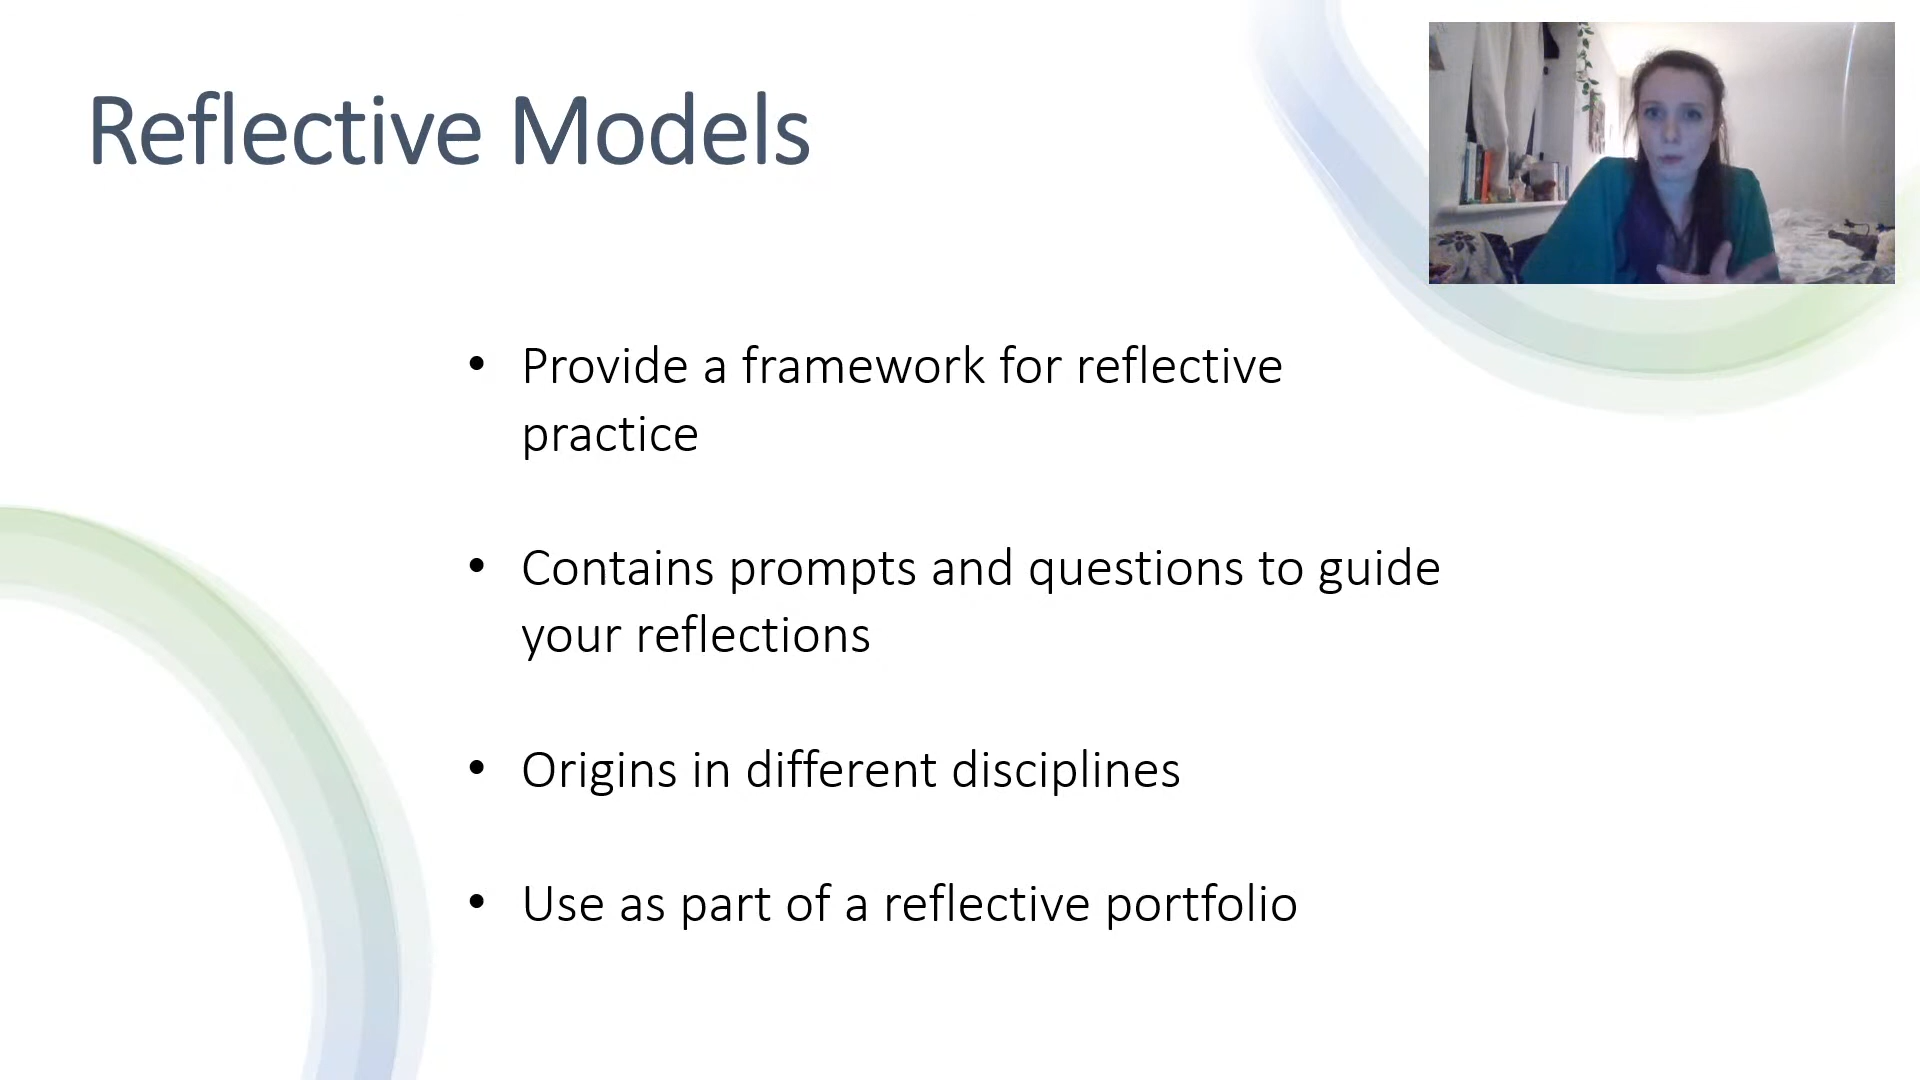 Reflective Models
• Provide a framework for reflective
practice
• Contains prompts and questions to guide
your reflections
• Origins in different disciplines
• Use as part of a reflective portfolio